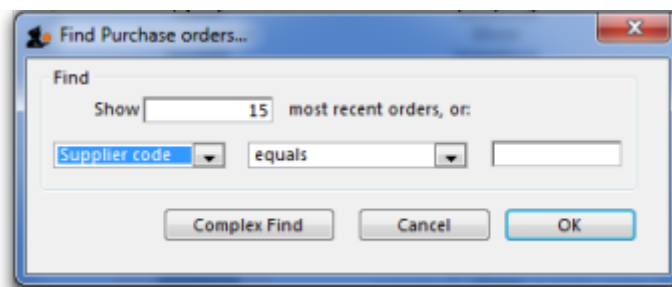 Find Purchase orders...
Find
Show 15 most recent orders, or:
Supplier code equals
Complex Find Cancel OK